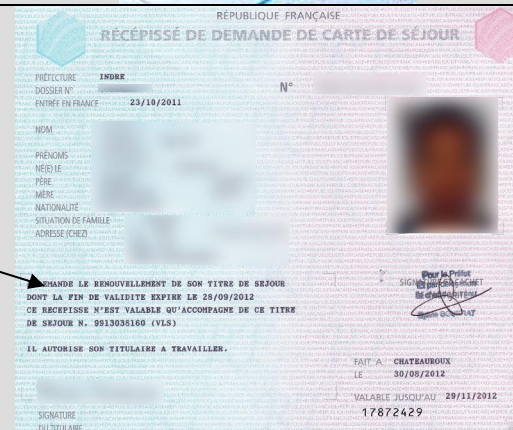 RÉPUBLIQUE FRANÇAISE
RÉCÉPISSÉ DE DEMANDE DE CARTE DE SÉJOUR
PRÉFECTURE INDRE
DOSSIER N°
N°
ENTRÉE EN FRANCE 23/10/2011
NOM
PRÉNOMS
NÉ(E) LE
PÈRE
MÈRE
NATIONALITÉ
SITUATION DE FAMILLE
ADRESSE (CHEZ)
DEMANDE LE RENOUVELLEMENT DE SON TITRE DE SEJOUR
DONT LA FIN DE VALIDITE EXPIRE LE 28/09/2012
CE RECEPISSE N'EST VALABLE QU'ACCOMPAGNE DE CE TITRE
DE SEJOUR N. 9913038160 (VLS)
IL AUTORISE SON TITULAIRE A TRAVAILLER.
Pour le Préfet
SIGNATURE ET CACHET
FAIT A CHATEAUROUX
LE 30/08/2012
VALABLE JUSQU'AU 29/11/2012
17872429
SIGNATURE
DU TITULAIRE